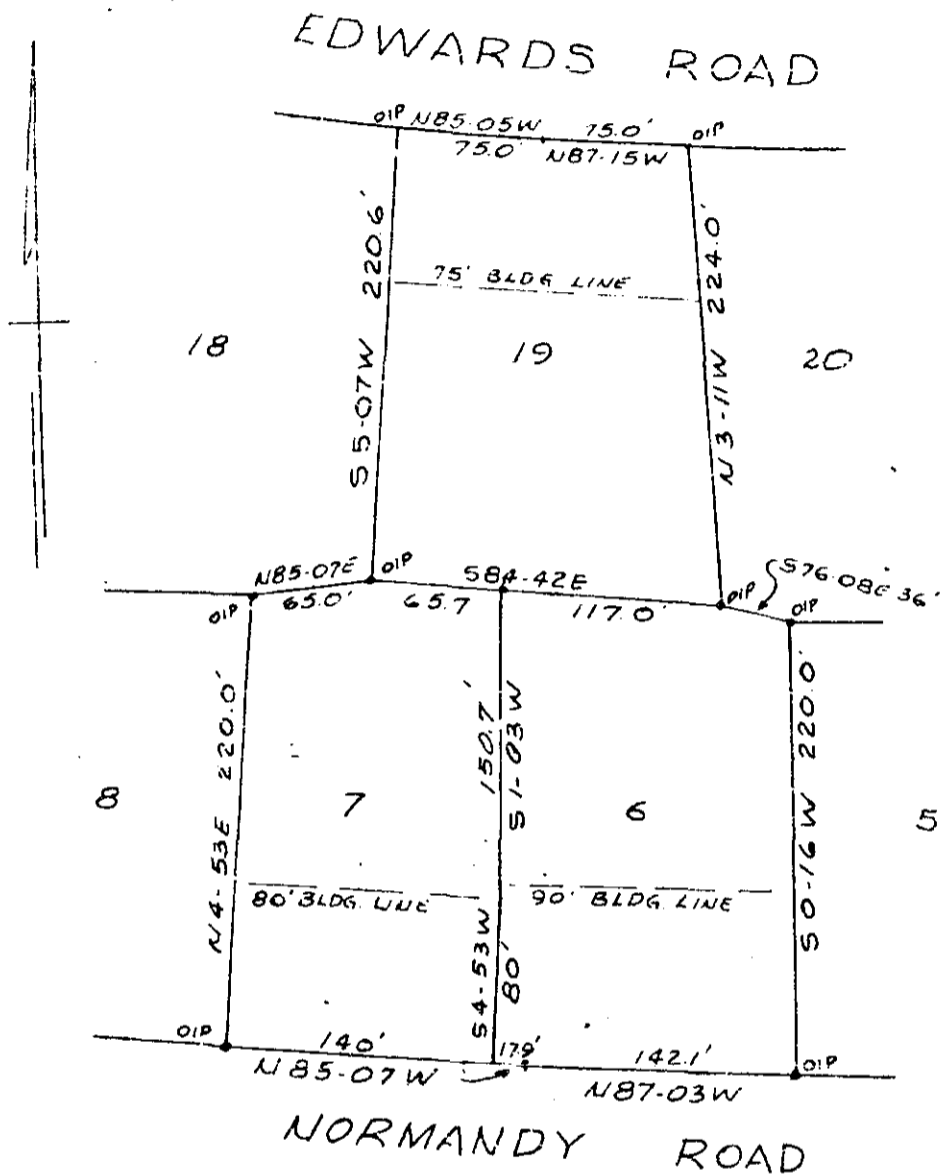 EDWARDS ROAD
OIP N85-05W 75.0' OIP
75.0' N87-15W
S5-07W 220.6'
N3-11W 224.0'
75' BLDG LINE
18
19
20
N85-07E
65.0'
OIP
S84-42E
65.7
117.0'
OIP
S76-08E 36'
OIP
OIP
N4-53E 220.0'
150.7'
S1-03W
S0-16W 220.0'
8
7
6
5
80' BLDG. LINE
90' BLDG. LINE
S4-53W
80'
OIP
140'
17.9'
142.1'
OIP
N85-07W
N87-03W
NORMANDY ROAD